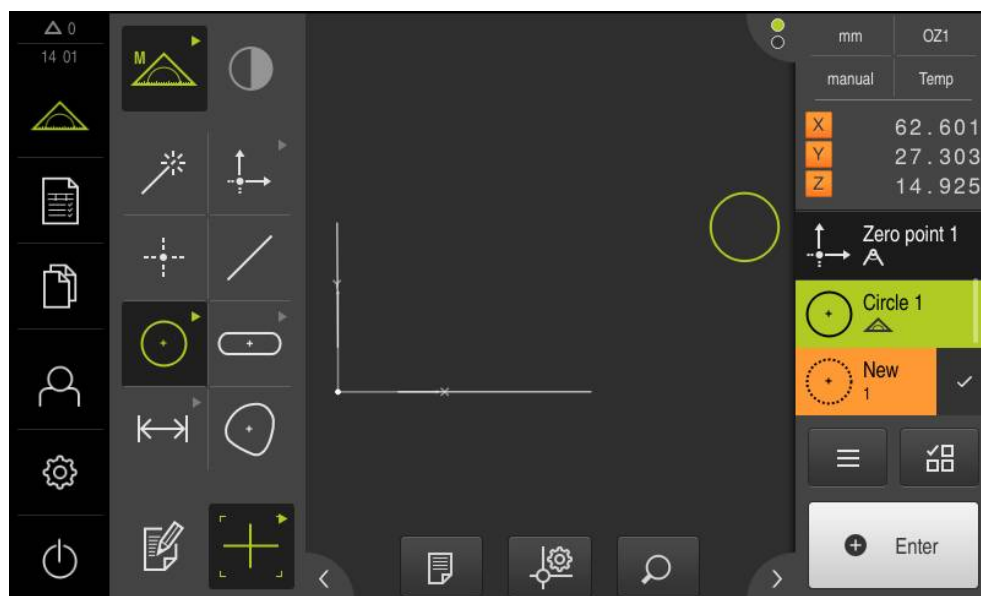 0
14 01
M
mm
OZ1
manual
Temp
X 62.601
Y 27.303
Z 14.925
Zero point 1
Circle 1
New
1
Y
X
Enter